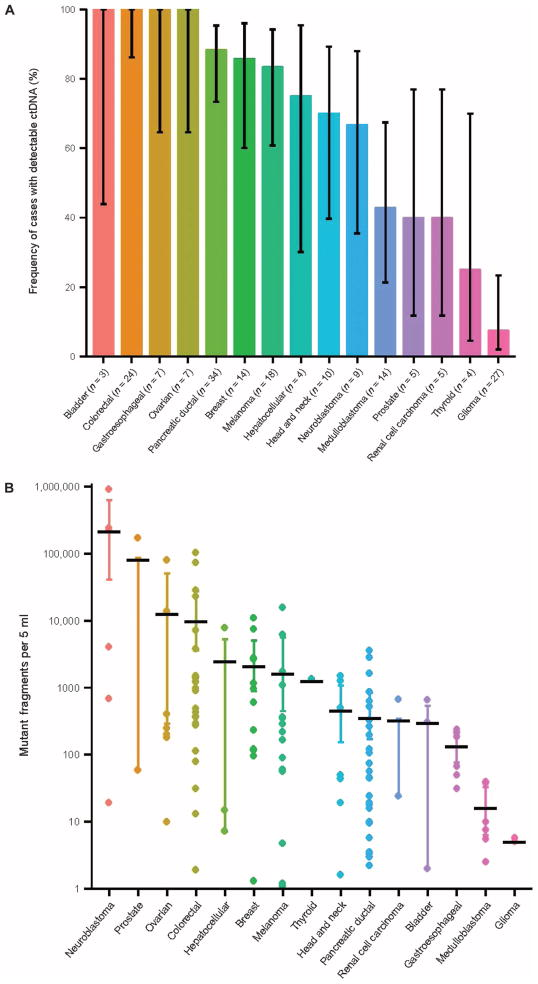 A
Frequency of cases with detectable ctDNA (%)
100
80
60
40
20
0
Bladder (n = 3)
Colorectal (n = 24)
Gastroesophageal (n = 7)
Ovarian (n = 7)
Pancreatic ductal (n = 34)
Breast (n = 14)
Melanoma (n = 18)
Hepatocellular (n = 4)
Head and neck (n = 10)
Neuroblastoma (n = 9)
Medulloblastoma (n = 14)
Prostate (n = 5)
Renal cell carcinoma (n = 5)
Thyroid (n = 4)
Glioma (n = 27)
B
Mutant fragments per 5 ml
1,000,000
100,000
10,000
1000
100
10
1
Neuroblastoma
Prostate
Ovarian
Colorectal
Hepatocellular
Breast
Melanoma
Thyroid
Head and neck
Pancreatic ductal
Renal cell carcinoma
Bladder
Gastroesophageal
Medulloblastoma
Glioma